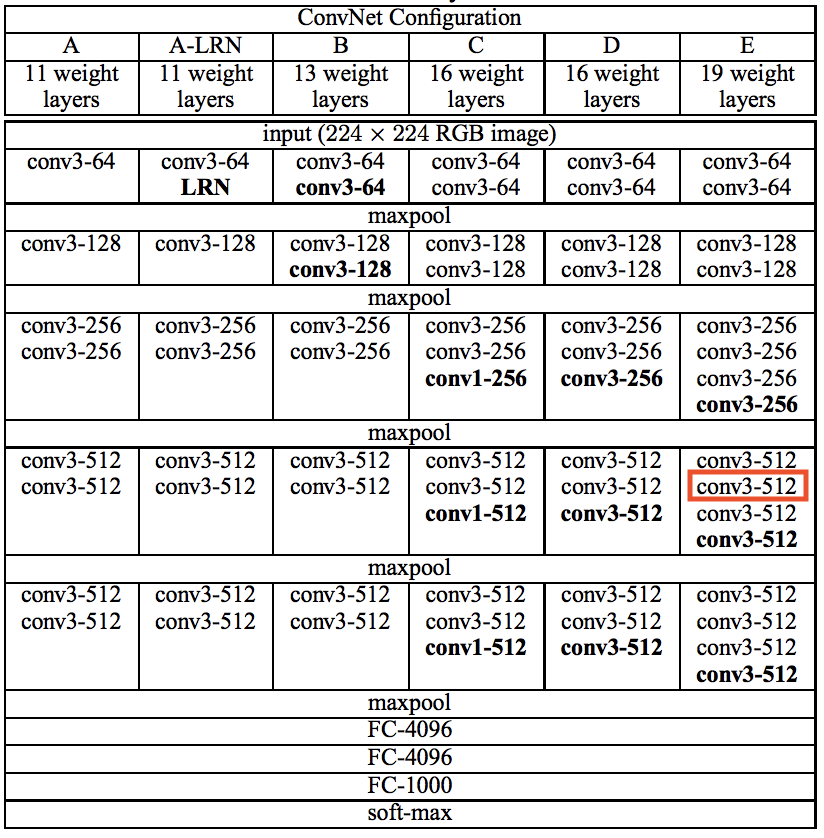 ConvNet Configuration
A A-LRN B C D E
11 weight layers 11 weight layers 13 weight layers 16 weight layers 16 weight layers 19 weight layers
input (224 × 224 RGB image)
conv3-64 conv3-64 conv3-64 conv3-64 conv3-64 conv3-64
LRN conv3-64 conv3-64 conv3-64 conv3-64
maxpool
conv3-128 conv3-128 conv3-128 conv3-128 conv3-128 conv3-128
conv3-128 conv3-128 conv3-128 conv3-128
maxpool
conv3-256 conv3-256 conv3-256 conv3-256 conv3-256 conv3-256
conv3-256 conv3-256 conv3-256 conv3-256 conv3-256 conv3-256
conv1-256 conv3-256 conv3-256
conv3-256
maxpool
conv3-512 conv3-512 conv3-512 conv3-512 conv3-512 conv3-512
conv3-512 conv3-512 conv3-512 conv3-512 conv3-512 conv3-512
conv1-512 conv3-512 conv3-512
conv3-512
maxpool
conv3-512 conv3-512 conv3-512 conv3-512 conv3-512 conv3-512
conv3-512 conv3-512 conv3-512 conv3-512 conv3-512 conv3-512
conv1-512 conv3-512 conv3-512
conv3-512
maxpool
FC-4096
FC-4096
FC-1000
soft-max